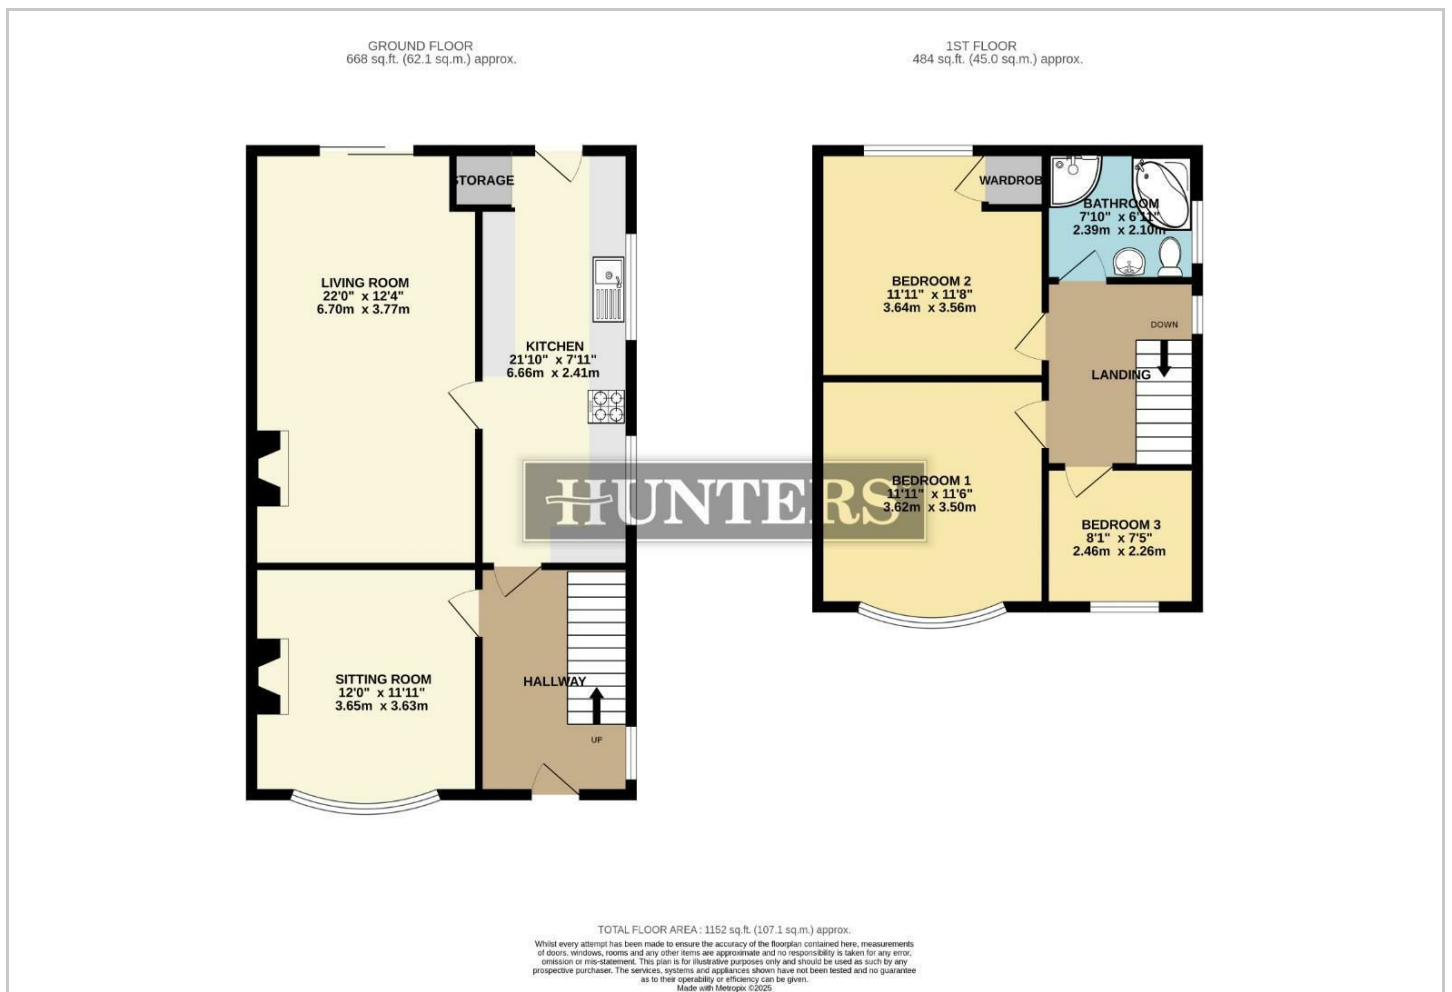 GROUND FLOOR
668 sq.ft. (62.1 sq.m.) approx.
1ST FLOOR
484 sq.ft. (45.0 sq.m.) approx.
STORAGE
LIVING ROOM
22'0" x 12'4"
6.70m x 3.77m
KITCHEN
21'10" x 7'11"
6.66m x 2.41m
SITTING ROOM
12'0" x 11'11"
3.65m x 3.63m
HALLWAY
UP
WARDROB
BATHROOM
7'10" x 6'11"
2.39m x 2.10m
BEDROOM 2
11'11" x 11'8"
3.64m x 3.56m
DOWN
LANDING
BEDROOM 1
11'11" x 11'6"
3.62m x 3.50m
BEDROOM 3
8'1" x 7'5"
2.46m x 2.26m
HUNTERS
TOTAL FLOOR AREA : 1152 sq.ft. (107.1 sq.m.) approx.
Whilst every attempt has been made to ensure the accuracy of the floorplan contained here, measurements
of doors, windows, rooms and any other items are approximate and no responsibility is taken for any error,
omission or mis-statement. This plan is for illustrative purposes only and should be used as such by any
prospective purchaser. The services, systems and appliances shown have not been tested and no guarantee
as to their operability or efficiency can be given.
Made with Metropix ©2025